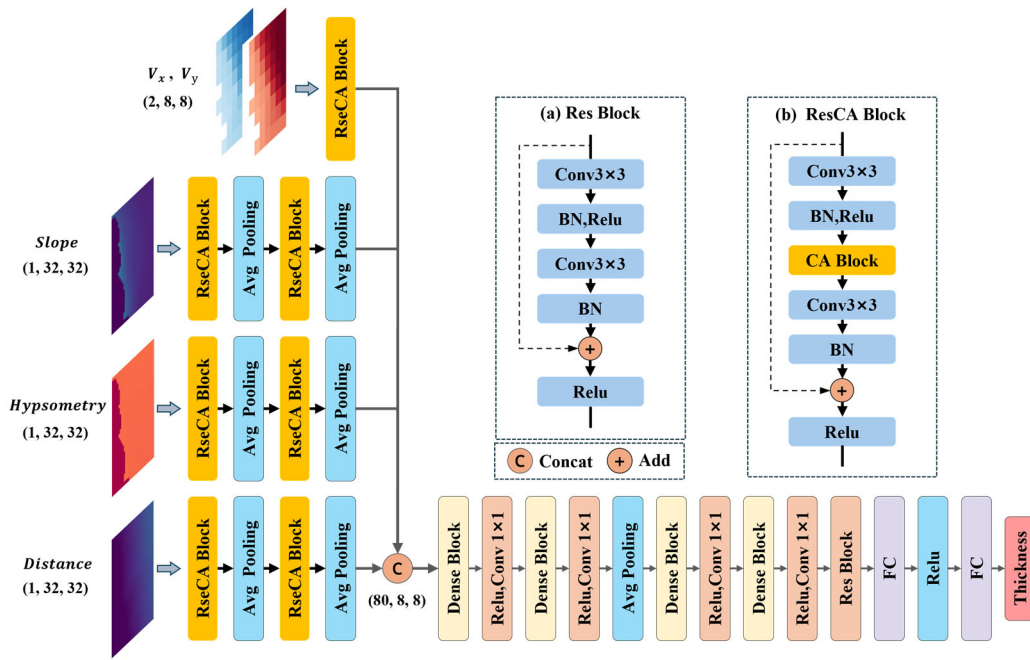 V_x , V_y
(2, 8, 8)
RseCA Block
Slope
(1, 32, 32)
RseCA Block
Avg Pooling
RseCA Block
Avg Pooling
Hypsometry
(1, 32, 32)
RseCA Block
Avg Pooling
RseCA Block
Avg Pooling
Distance
(1, 32, 32)
RseCA Block
Avg Pooling
RseCA Block
Avg Pooling
C
(80, 8, 8)
(a) Res Block
Conv3×3
BN,Relu
Conv3×3
BN
+
Relu
C Concat + Add
(b) ResCA Block
Conv3×3
BN,Relu
CA Block
Conv3×3
BN
+
Relu
Dense Block
Relu,Conv 1×1
Dense Block
Relu,Conv 1×1
Avg Pooling
Dense Block
Relu,Conv 1×1
Dense Block
Relu,Conv 1×1
Res Block
FC
Relu
FC
Thickness